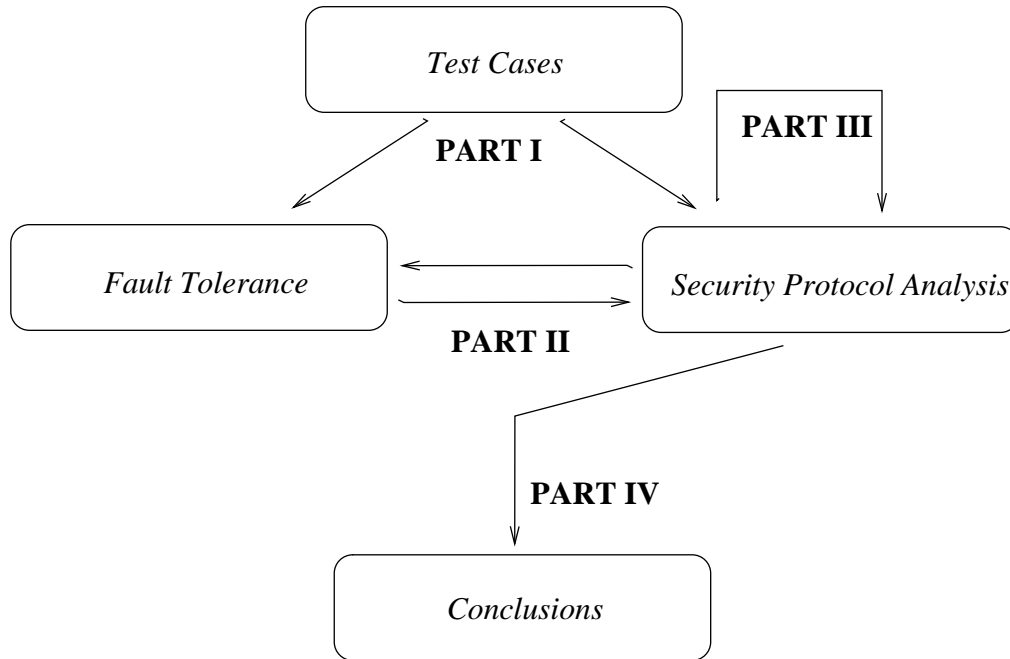 Test Cases
PART III
PART I
Fault Tolerance
Security Protocol Analysis
PART II
PART IV
Conclusions